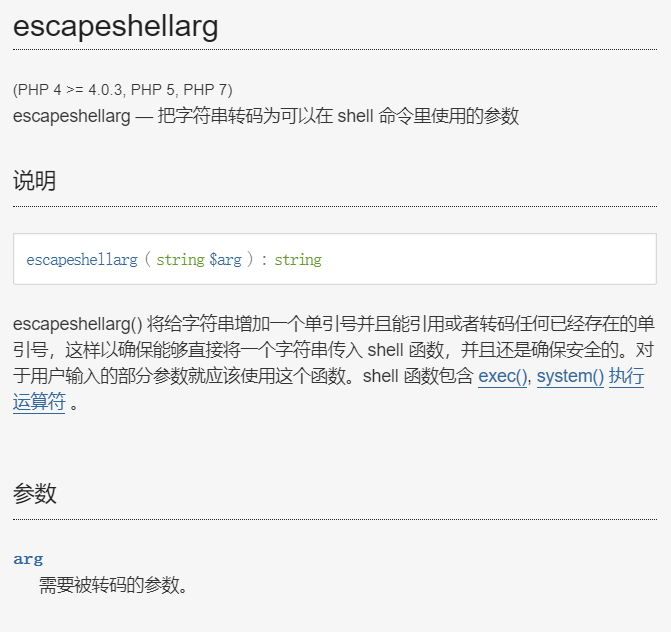 escapeshellarg
(PHP 4 >= 4.0.3, PHP 5, PHP 7)
escapeshellarg — 把字符串转码为可以在 shell 命令里使用的参数
说明
escapeshellarg ( string $arg ) : string
escapeshellarg() 将给字符串增加一个单引号并且能引用或者转码任何已经存在的单
引号，这样以确保能够直接将一个字符串传入 shell 函数，并且还是确保安全的。对
于用户输入的部分参数就应该使用这个函数。shell 函数包含 exec(), system() 执行
运算符 。
参数
arg
需要被转码的参数。